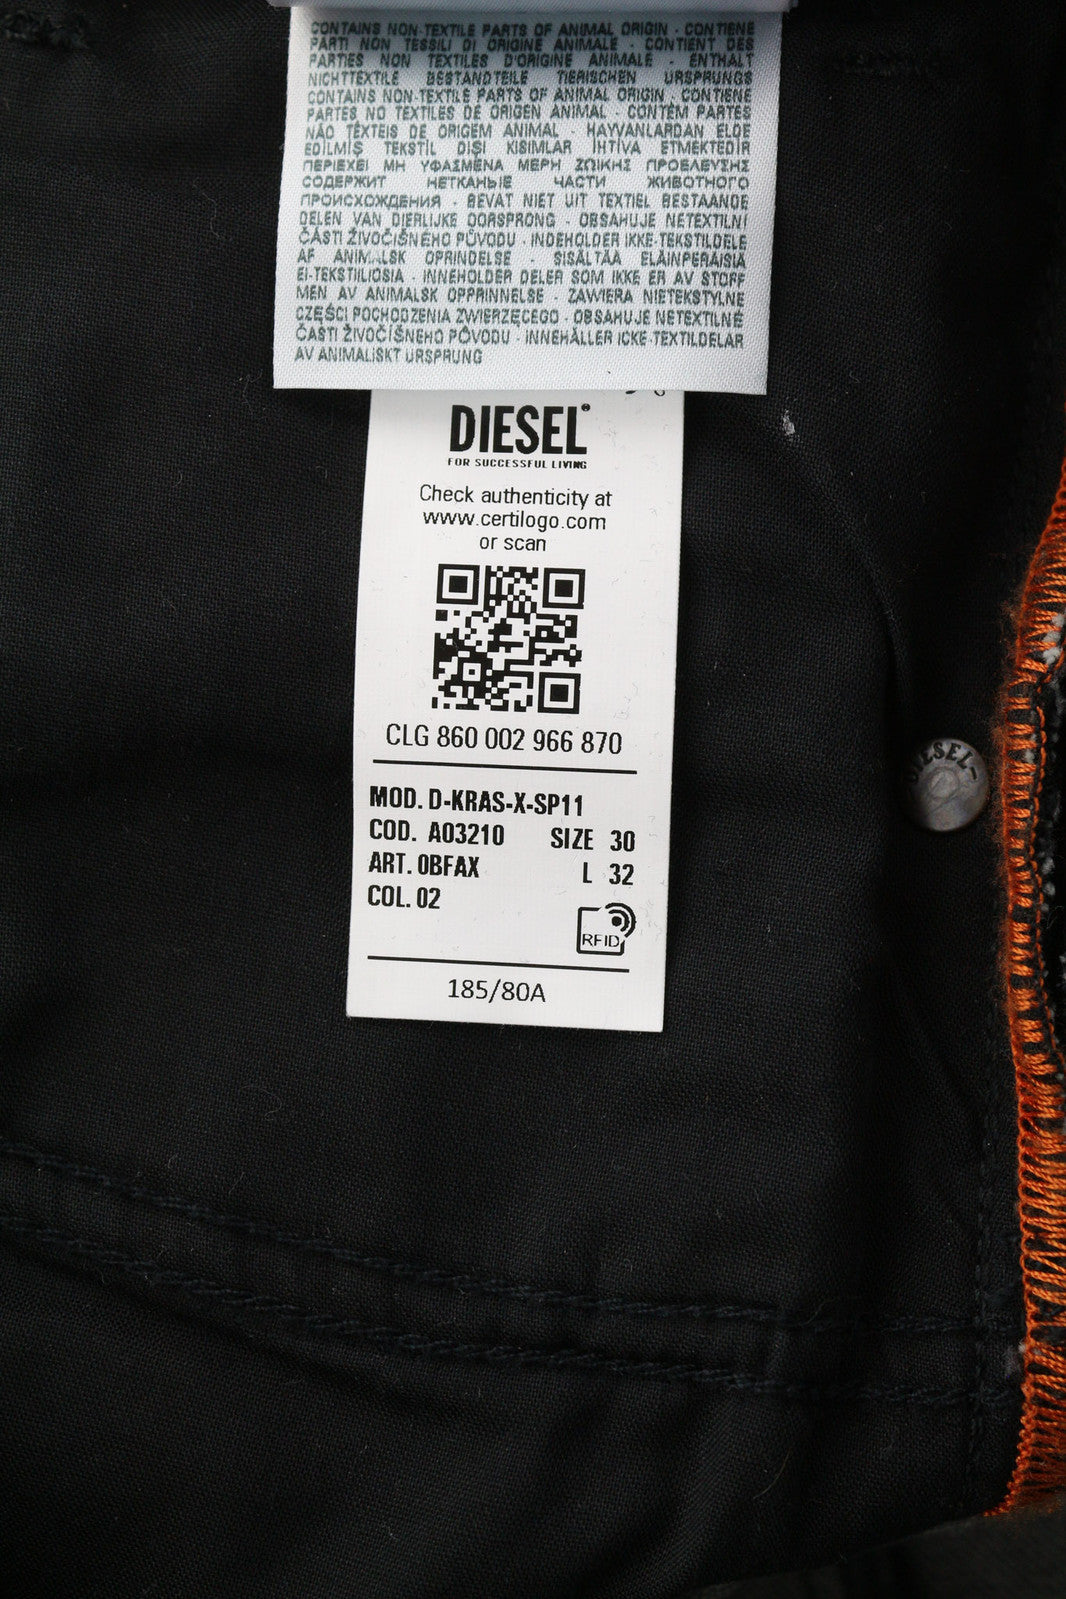 CONTAINS NON-TEXTILE PARTS OF ANIMAL ORIGIN - CONTIENE
PARTI NON TESSILI DI ORIGINE ANIMALE - CONTIENT DES
PARTIES NON TEXTILES D'ORIGINE ANIMALE - ENTHÄLT
NICHTTEXTILE BESTANDTEILE TIERISCHEN URSPRUNGS
CONTAINS NON-TEXTILE PARTS OF ANIMAL ORIGIN - CONTIENE
PARTES NO TEXTILES DE ORIGEN ANIMAL - CONTÉM PARTES
NÃO TÊXTEIS DE ORIGEM ANIMAL - HAYVANLARDAN ELDE
EDİLMİŞ TEKSTİL DIŞI KISIMLAR İHTİVA ETMEKTEDİR
ΠΕΡΙΕΧΕΙ ΜΗ ΥΦΑΣΜΕΝΑ ΜΕΡΗ ΖΩΙΚΗΣ ΠΡΟΕΛΕΥΣΗΣ
СОДЕРЖИТ НЕТКАНЫЕ ЧАСТИ ЖИВОТНОГО
ПРОИСХОЖДЕНИЯ - BEVAT NIET UIT TEXTIEL BESTAANDE
DELEN VAN DIERLIJKE OORSPRONG - OBSAHUJE NETEXTILNÍ
ČÁSTI ŽIVOČIŠNÉHO PŮVODU - INDEHOLDER IKKE-TEKSTILDELE
AF ANIMALSK OPRINDELSE - SISÄLTÄÄ ELÄINPERÄISIÄ
EI-TEKSTIILIOSIA - INNEHOLDER DELER SOM IKKE ER AV STOFF
MEN AV ANIMALSK OPPRINNELSE - ZAWIERA NIETEKSTYLNE
CZĘŚCI POCHODZENIA ZWIERZĘCEGO - OBSAHUJE NETEXTILNÉ
ČASTI ŽIVOČÍŠNEHO PÔVODU - INNEHÅLLER ICKE-TEXTILDELAR
AV ANIMALISKT URSPRUNG
DIESEL®
FOR SUCCESSFUL LIVING
Check authenticity at
www.certilogo.com
or scan
CLG 860 002 966 870
MOD. D-KRAS-X-SP11
COD. A03210 SIZE 30
ART. 0BFAX L 32
COL. 02
RFID
185/80A
DIESEL